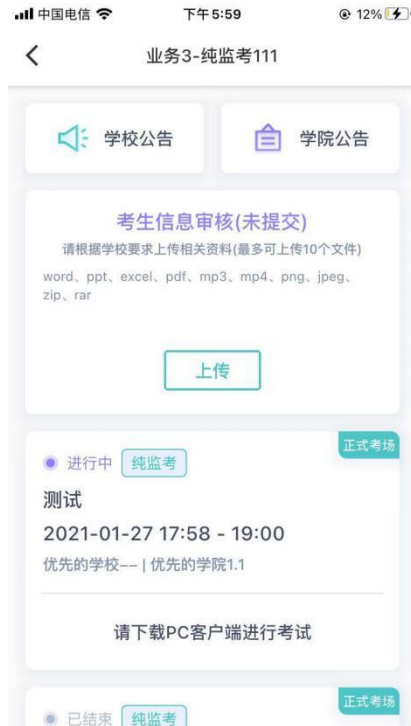 中国电信 下午5:59 12%
业务3-纯监考111
学校公告 学院公告
考生信息审核(未提交)
请根据学校要求上传相关资料(最多可上传10个文件)
word、ppt、excel、pdf、mp3、mp4、png、jpeg、
zip、rar
上传
正式考场
进行中 纯监考
测试
2021-01-27 17:58 - 19:00
优先的学校-- | 优先的学院1.1
请下载PC客户端进行考试
正式考场
已结束 纯监考